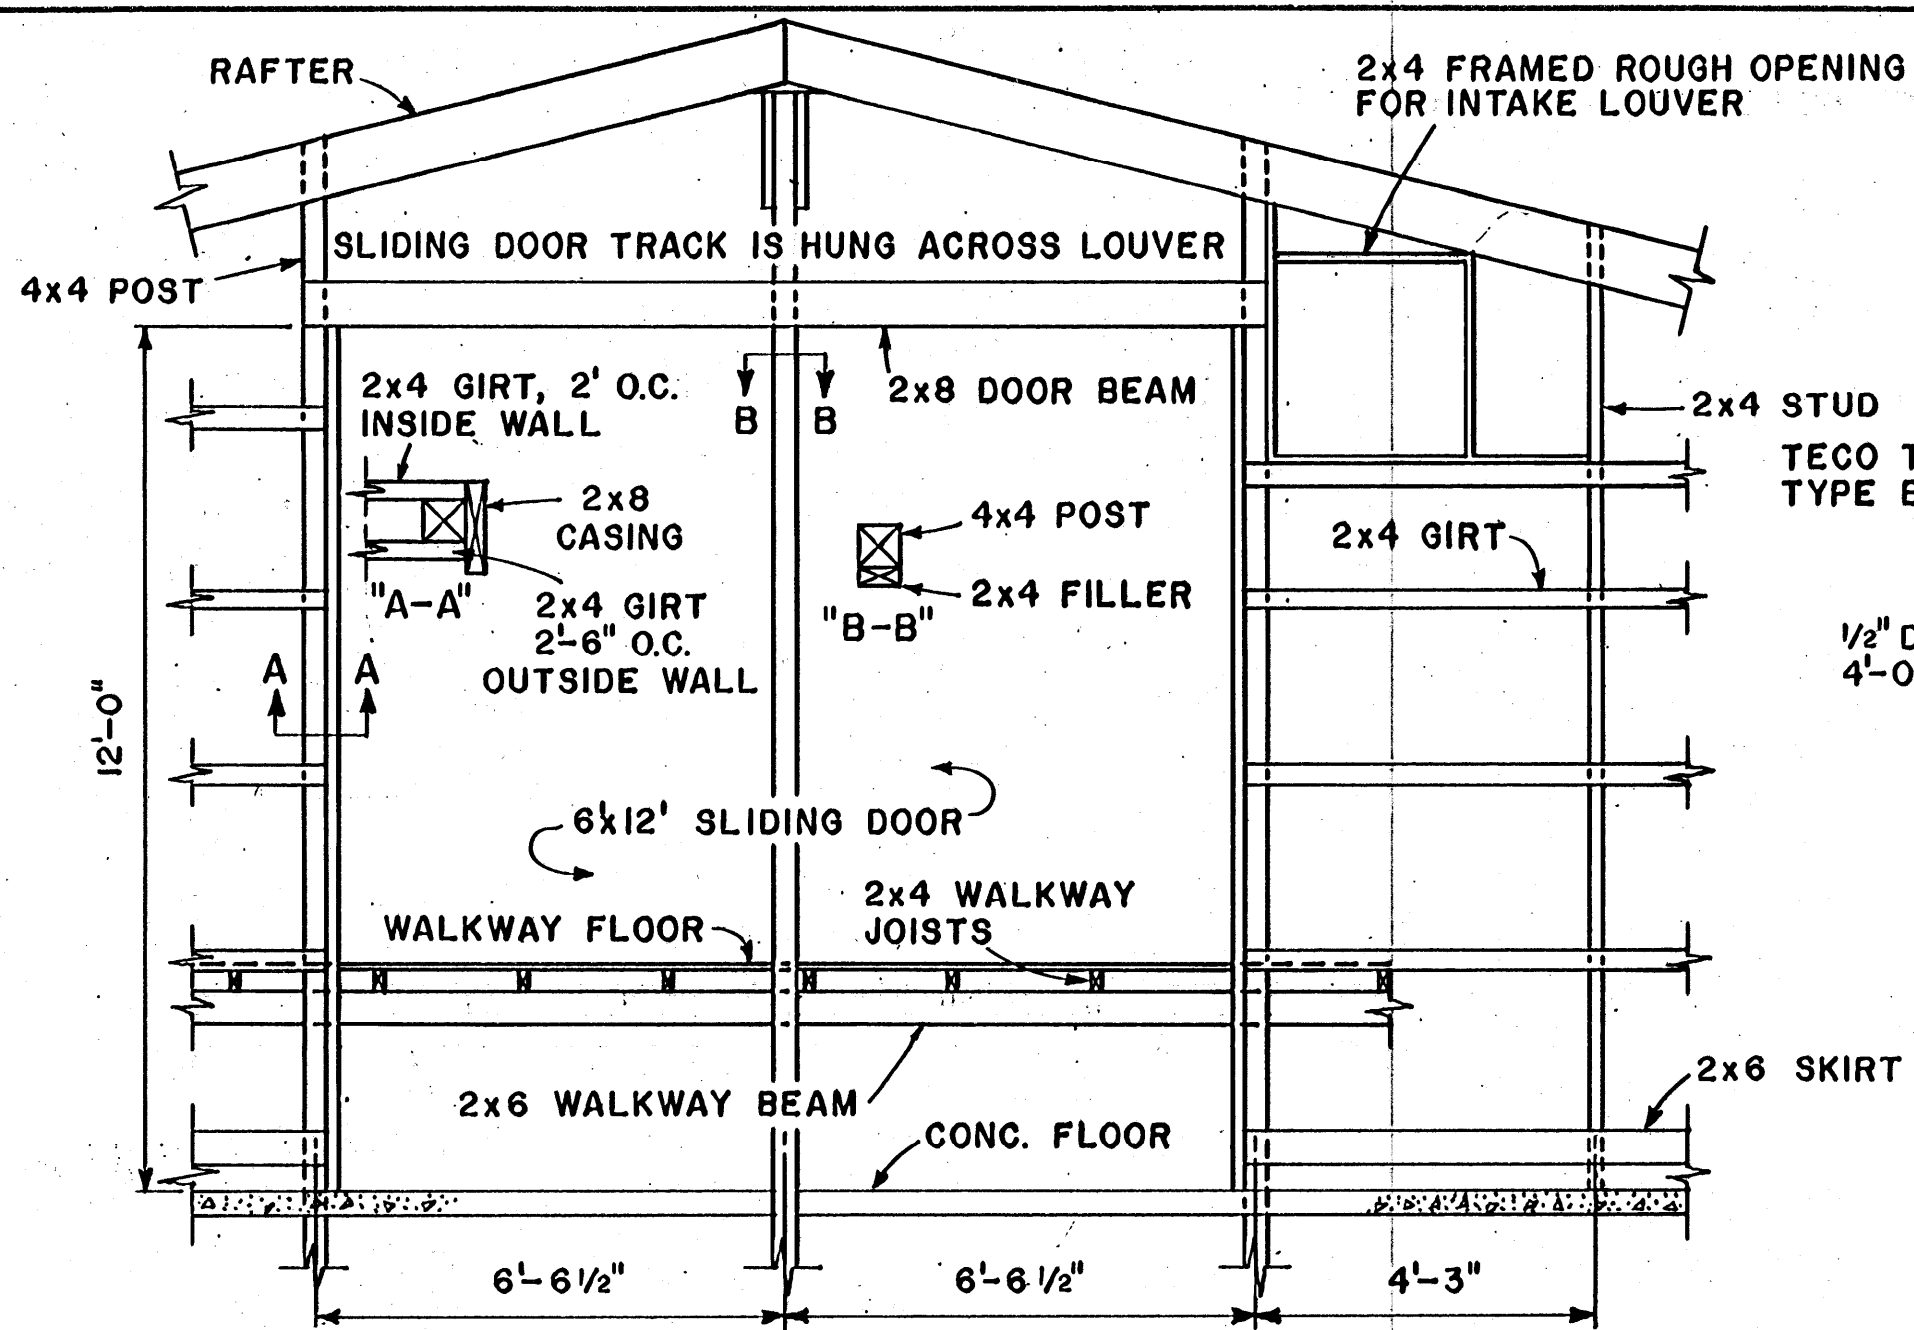 RAFTER
2x4 FRAMED ROUGH OPENING
FOR INTAKE LOUVER
SLIDING DOOR TRACK IS HUNG ACROSS LOUVER
4x4 POST
2x4 GIRT, 2' O.C.
INSIDE WALL
B B
2x8 DOOR BEAM
2x4 STUD
TECO T
TYPE
2x8
CASING
4x4 POST
2x4 GIRT
"A-A"
2x4 GIRT
2'-6" O.C.
OUTSIDE WALL
2x4 FILLER
"B-B"
1/2" D
4'-0
A A
12'-0"
6'x12' SLIDING DOOR
2x4 WALKWAY
JOISTS
WALKWAY FLOOR
2x6 WALKWAY BEAM
2x6 SKIRT
CONC. FLOOR
6'-6 1/2"
6'-6 1/2"
4'-3"